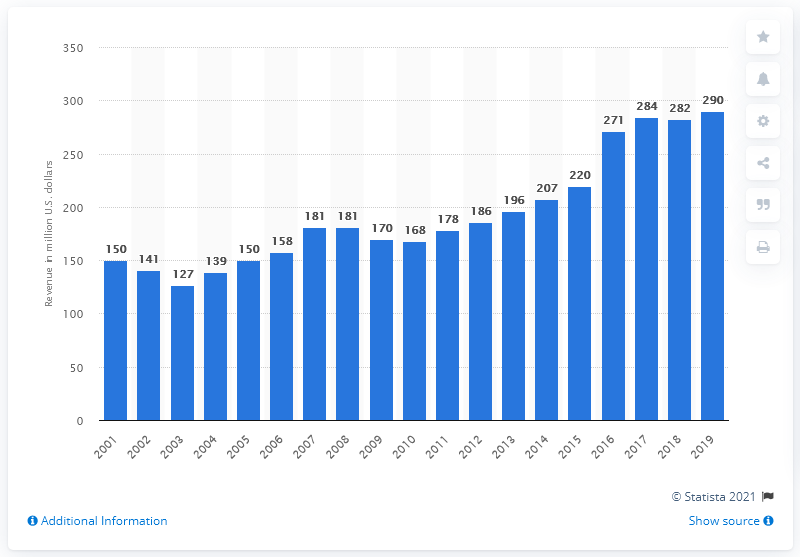 350
300
250
200
150
100
50
0
Revenue in million U.S. dollars
150 141 127 139 150 158 181 181 170 168 178 186 196 207 220 271 284 282 290
2001 2002 2003 2004 2005 2006 2007 2008 2009 2010 2011 2012 2013 2014 2015 2016 2017 2018 2019
© Statista 2021
Additional Information
Show source